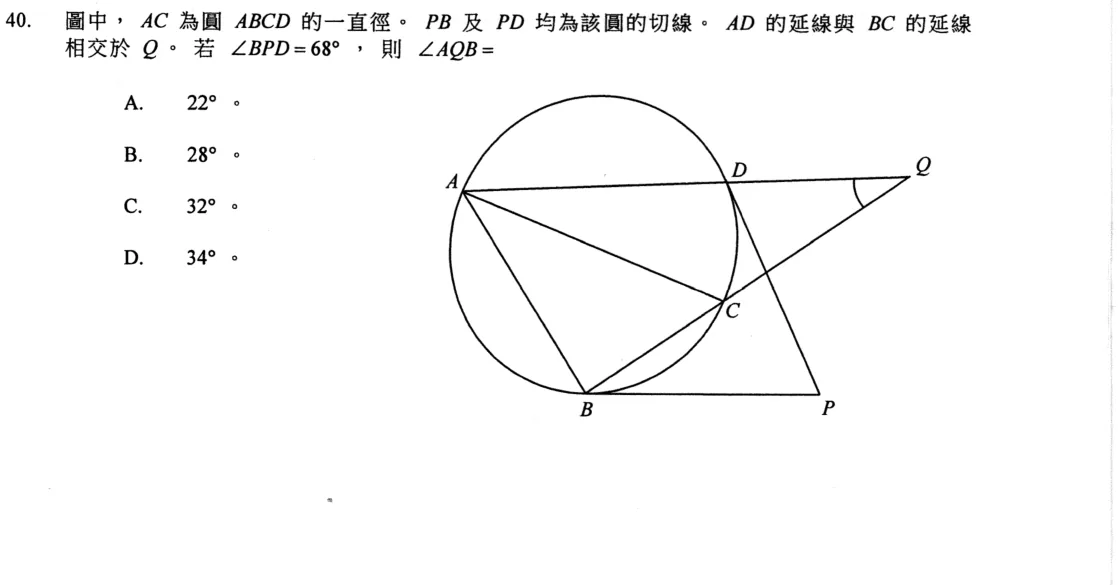 40. 圖中， AC 為圓 ABCD 的一直徑。 PB 及 PD 均為該圓的切線。 AD 的延線與 BC 的延線
相交於 Q 。 若 ∠BPD = 68° ， 則 ∠AQB =
A. 22° 。
B. 28° 。
C. 32° 。
D. 34° 。
A
D
Q
C
B
P